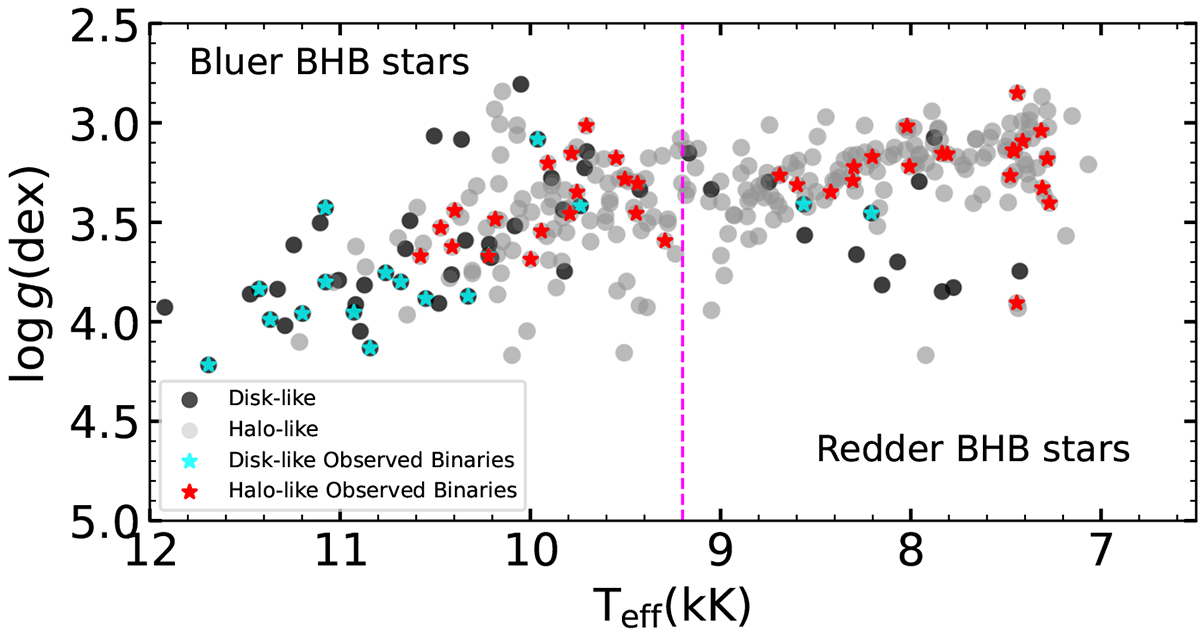 2.5
3.0
3.5
4.0
4.5
5.0
log g(dex)
Bluer BHB stars
Redder BHB stars
Disk-like
Halo-like
Disk-like Observed Binaries
Halo-like Observed Binaries
12 11 10 9 8 7
Teff(kK)